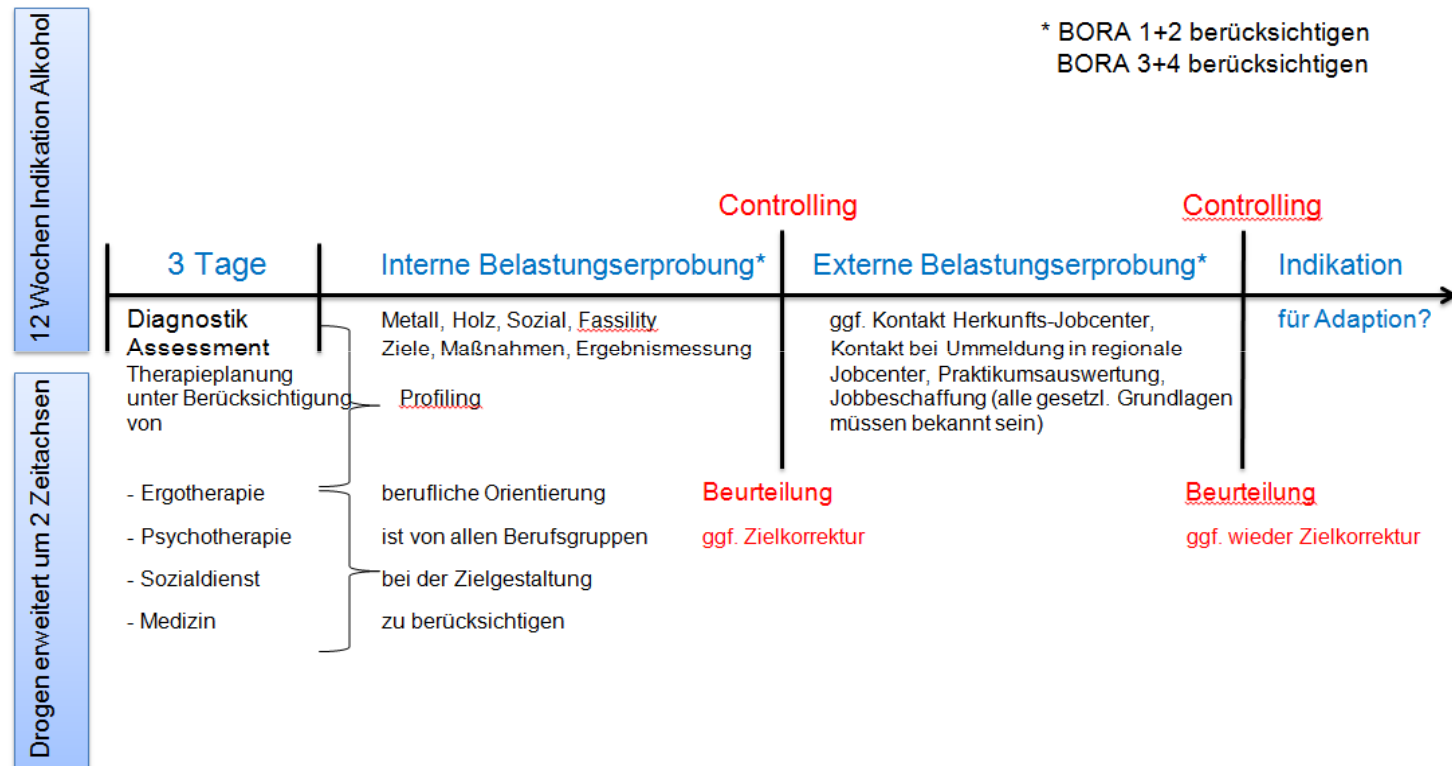 12 Wochen Indikation Alkohol
Drogen erweitert um 2 Zeitachsen
* BORA 1+2 berücksichtigen
BORA 3+4 berücksichtigen
Controlling
Controlling
3 Tage
Interne Belastungserprobung*
Externe Belastungserprobung*
Indikation
für Adaption?
Diagnostik
Assessment
Therapieplanung
unter Berücksichtigung
von
- Ergotherapie
- Psychotherapie
- Sozialdienst
- Medizin
Metall, Holz, Sozial, Fassility
Ziele, Maßnahmen, Ergebnismessung
Profiling
berufliche Orientierung
ist von allen Berufsgruppen
bei der Zielgestaltung
zu berücksichtigen
ggf. Kontakt Herkunfts-Jobcenter,
Kontakt bei Ummeldung in regionale
Jobcenter, Praktikumsauswertung,
Jobbeschaffung (alle gesetzl. Grundlagen
müssen bekannt sein)
Beurteilung
ggf. Zielkorrektur
Beurteilung
ggf. wieder Zielkorrektur